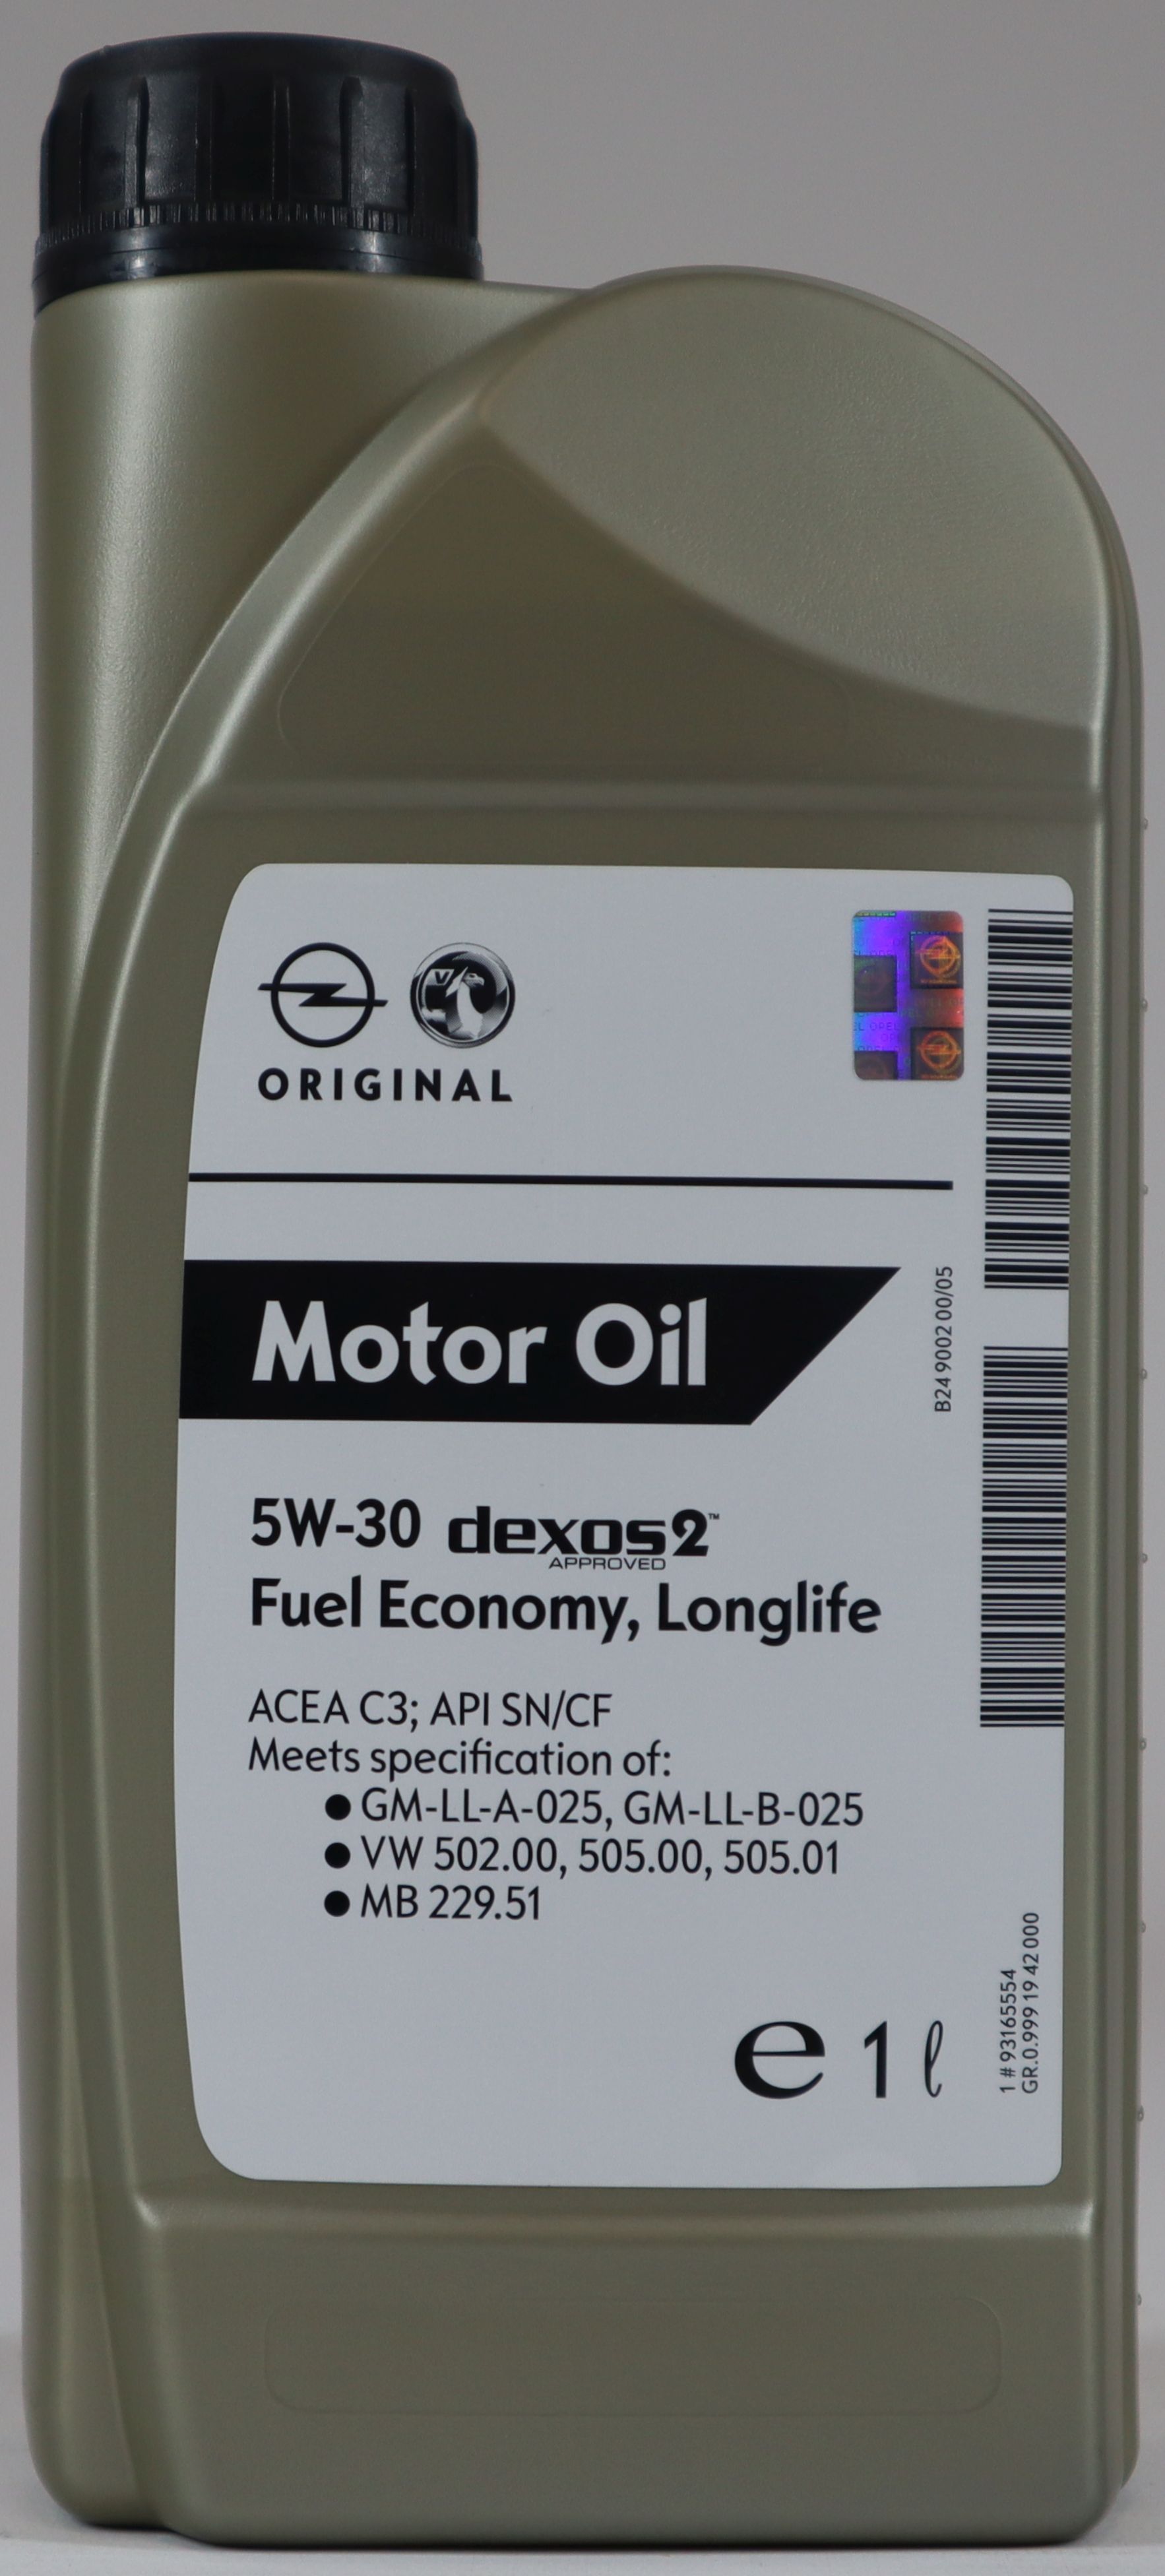 ORIGINAL
Motor Oil
5W-30 dexos2™
APPROVED
Fuel Economy, Longlife
ACEA C3; API SN/CF
Meets specification of:
● GM-LL-A-025, GM-LL-B-025
● VW 502.00, 505.00, 505.01
● MB 229.51
e 1 ℓ
B24 9002 00/05
1 # 93165554
GR.0.999 19 42 000